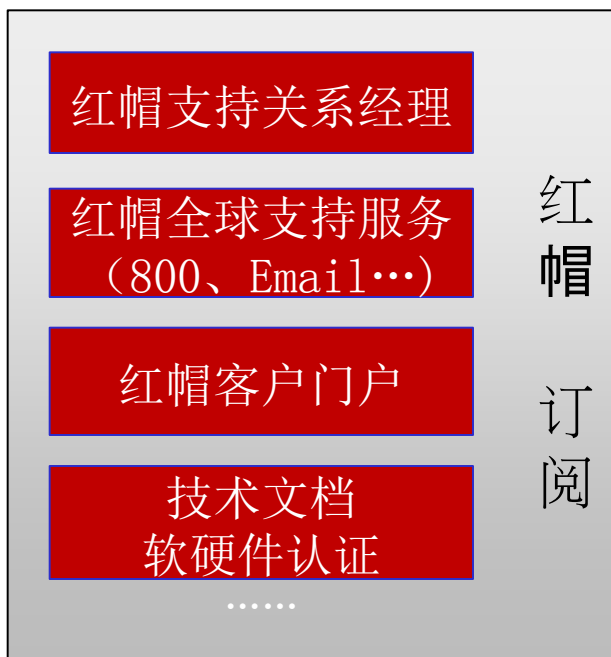 红帽支持关系经理
红帽全球支持服务
（800、Email…）
红帽客户门户
技术文档
软硬件认证
……
红帽 订阅